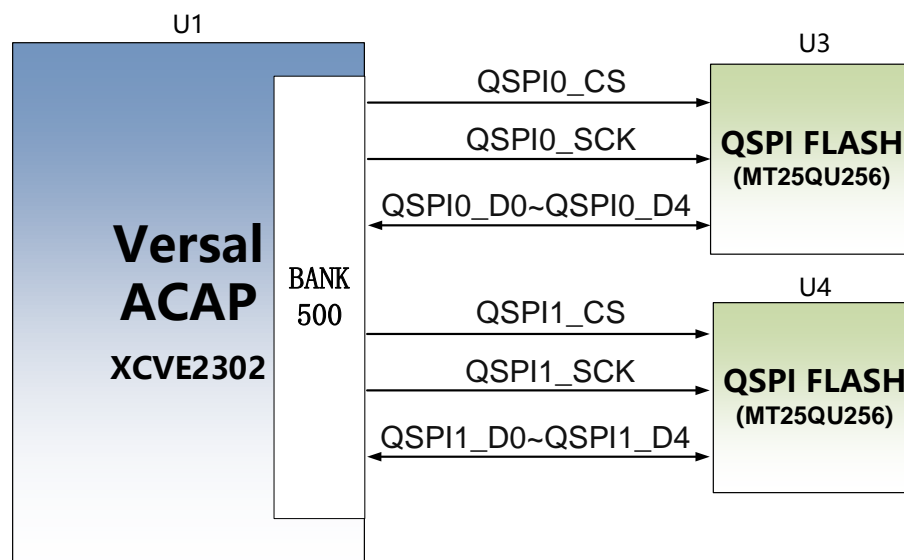 U1
Versal
ACAP
XCVE2302
BANK
500
QSPI0_CS
QSPI0_SCK
QSPI0_D0~QSPI0_D4
QSPI1_CS
QSPI1_SCK
QSPI1_D0~QSPI1_D4
U3
QSPI FLASH
(MT25QU256)
U4
QSPI FLASH
(MT25QU256)